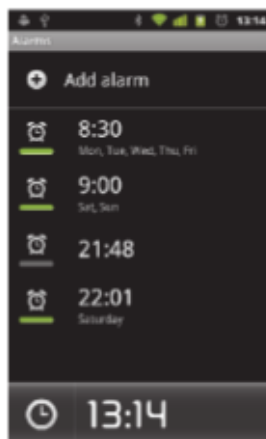 13:14
Alarms
Add alarm
8:30
Mon, Tue, Wed, Thu, Fri
9:00
Sat, Sun
21:48
22:01
Saturday
13:14